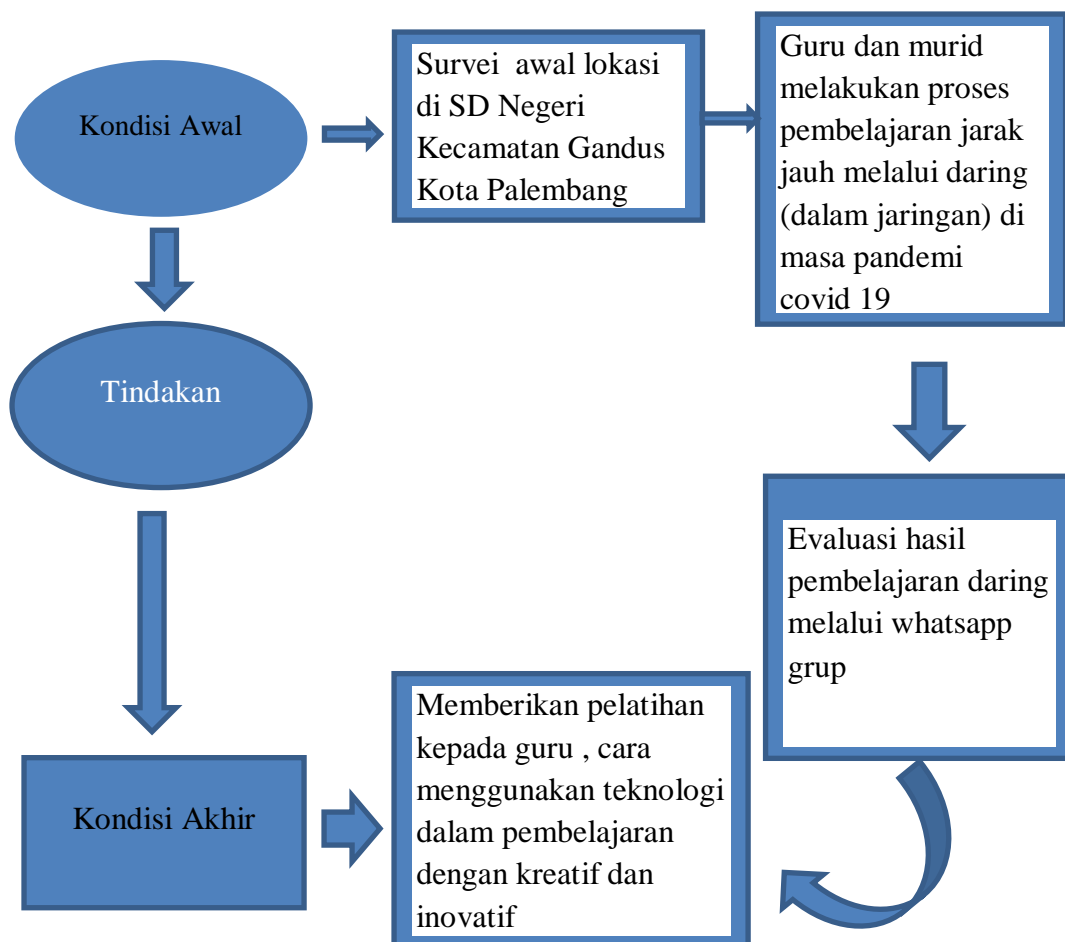 Kondisi Awal
Survei awal lokasi
di SD Negeri
Kecamatan Gandus
Kota Palembang
Guru dan murid
melakukan proses
pembelajaran jarak
jauh melalui daring
(dalam jaringan) di
masa pandemi
covid 19
Tindakan
Evaluasi hasil
pembelajaran daring
melalui whatsapp
grup
Kondisi Akhir
Memberikan pelatihan
kepada guru , cara
menggunakan teknologi
dalam pembelajaran
dengan kreatif dan
inovatif